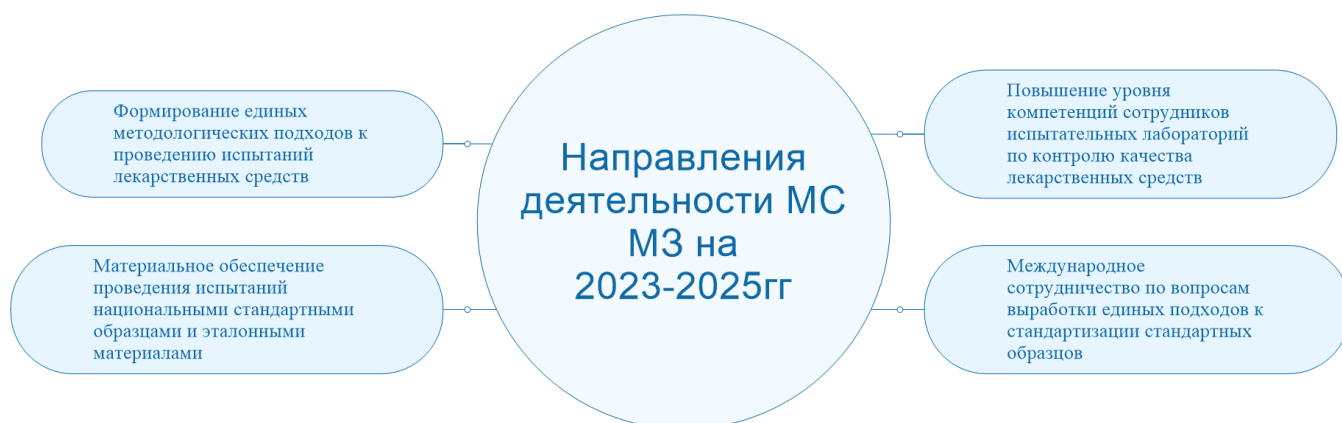 Направления
деятельности МС
МЗ на
2023-2025гг
Формирование единых
методологических подходов к
проведению испытаний
лекарственных средств
Материальное обеспечение
проведения испытаний
национальными стандартными
образцами и эталонными
материалами
Повышение уровня
компетенций сотрудников
испытательных лабораторий
по контролю качества
лекарственных средств
Международное
сотрудничество по вопросам
выработки единых подходов к
стандартизации стандартных
образцов